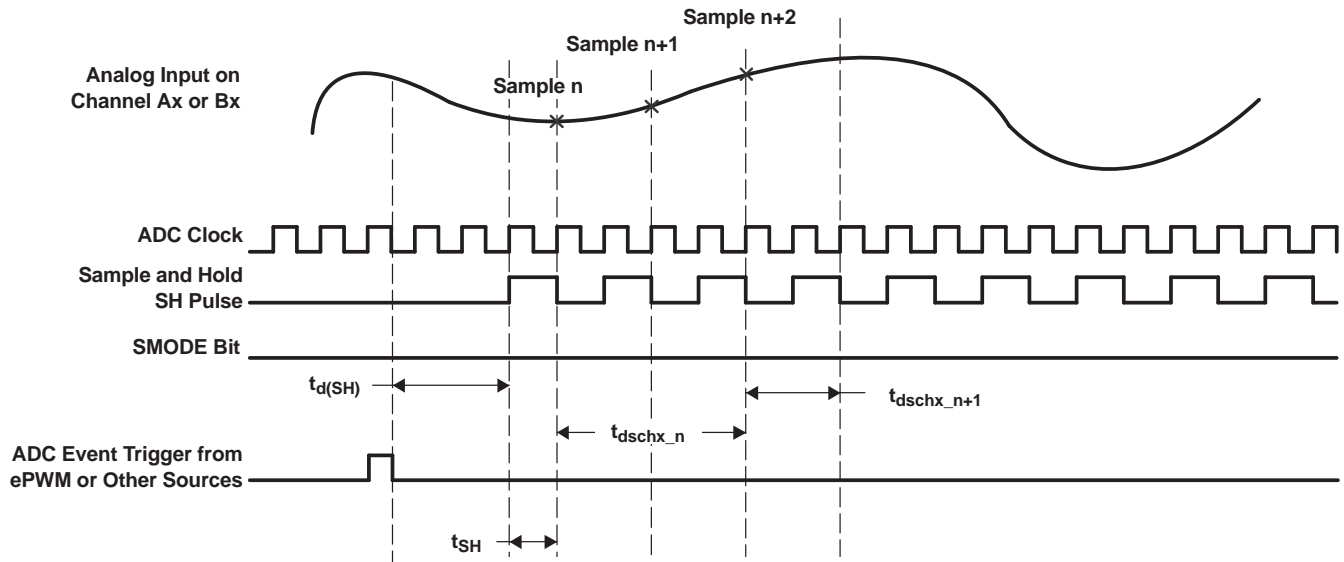 Sample n+2
Sample n+1
Analog Input on
Channel Ax or Bx
Sample n
ADC Clock
Sample and Hold
SH Pulse
SMODE Bit
td(SH)
tdschx_n+1
tdschx_n
ADC Event Trigger from
ePWM or Other Sources
tSH